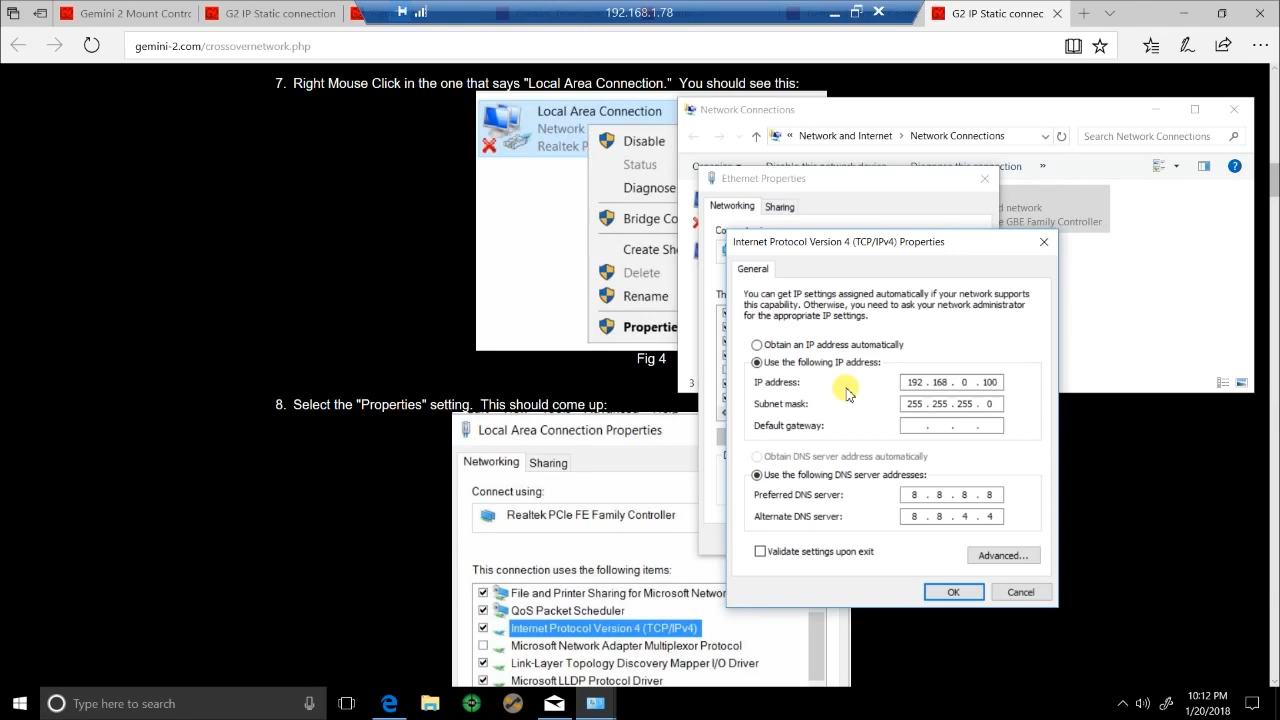 Gemini 2 Mount Contro
G2 IP Static connection
192.168.1.78
G2 IP Static connec
gemini-2.com/crossovernetwork.php
7. Right Mouse Click in the one that says "Local Area Connection." You should see this:
Local Area Connection
Network
Realtek P
Disable
Status
Diagnose
Bridge Co
Create Sh
Delete
Rename
Propertie
Fig 4
8. Select the "Properties" setting. This should come up:
Local Area Connection Properties
Networking
Sharing
Connect using:
Realtek PCIe FE Family Controller
This connection uses the following items:
File and Printer Sharing for Microsoft Networ
QoS Packet Scheduler
Internet Protocol Version 4 (TCP/IPv4)
Microsoft Network Adapter Multiplexor Protocol
Link-Layer Topology Discovery Mapper I/O Driver
Microsoft LLDP Protocol Driver
Network Connections
« Network and Internet > Network Connections
Search Network Connections
»
d network
e GBE Family Controller
3
Ethernet Properties
Networking
Sharing
Co
Th
Internet Protocol Version 4 (TCP/IPv4) Properties
General
You can get IP settings assigned automatically if your network supports
this capability. Otherwise, you need to ask your network administrator
for the appropriate IP settings.
Obtain an IP address automatically
Use the following IP address:
IP address: 192 . 168 . 0 . 100
Subnet mask: 255 . 255 . 255 . 0
Default gateway: . . .
Obtain DNS server address automatically
Use the following DNS server addresses:
Preferred DNS server: 8 . 8 . 8 . 8
Alternate DNS server: 8 . 8 . 4 . 4
Validate settings upon exit
Advanced...
OK
Cancel
Type here to search
10:12 PM
1/20/2018